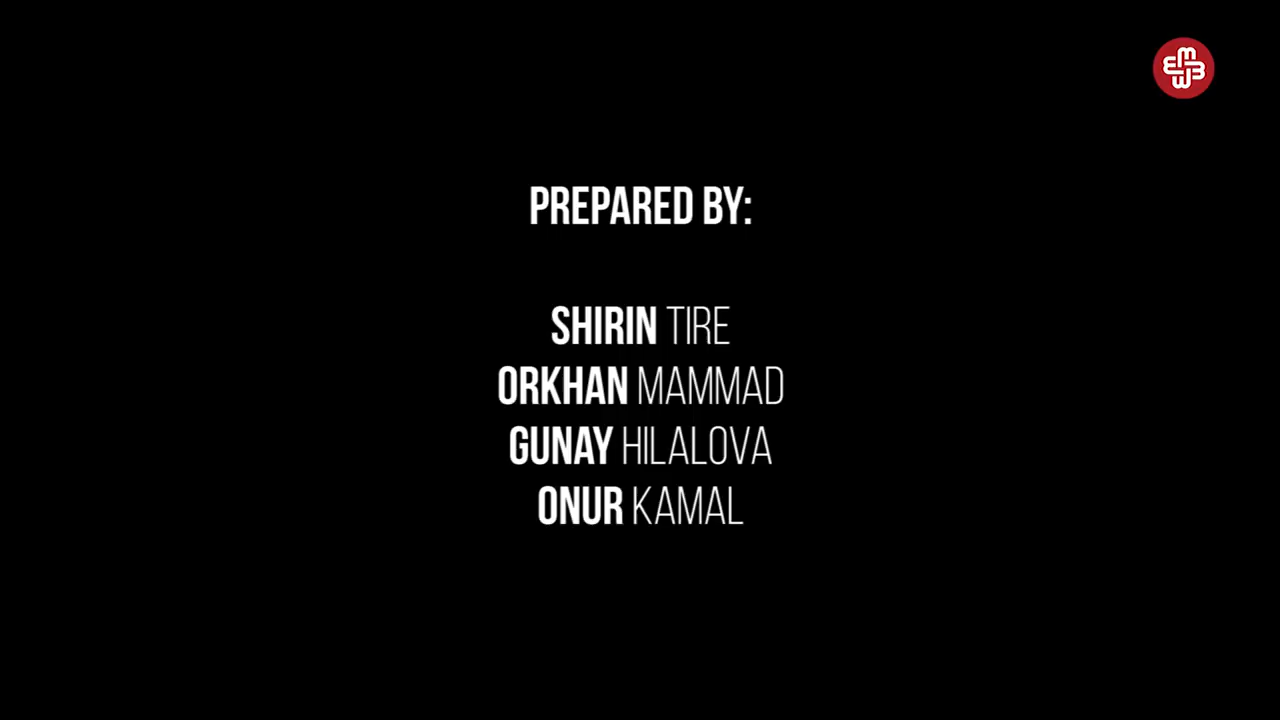 PREPARED BY:
SHIRIN TIRE
ORKHAN MAMMAD
GUNAY HILALOVA
ONUR KAMAL